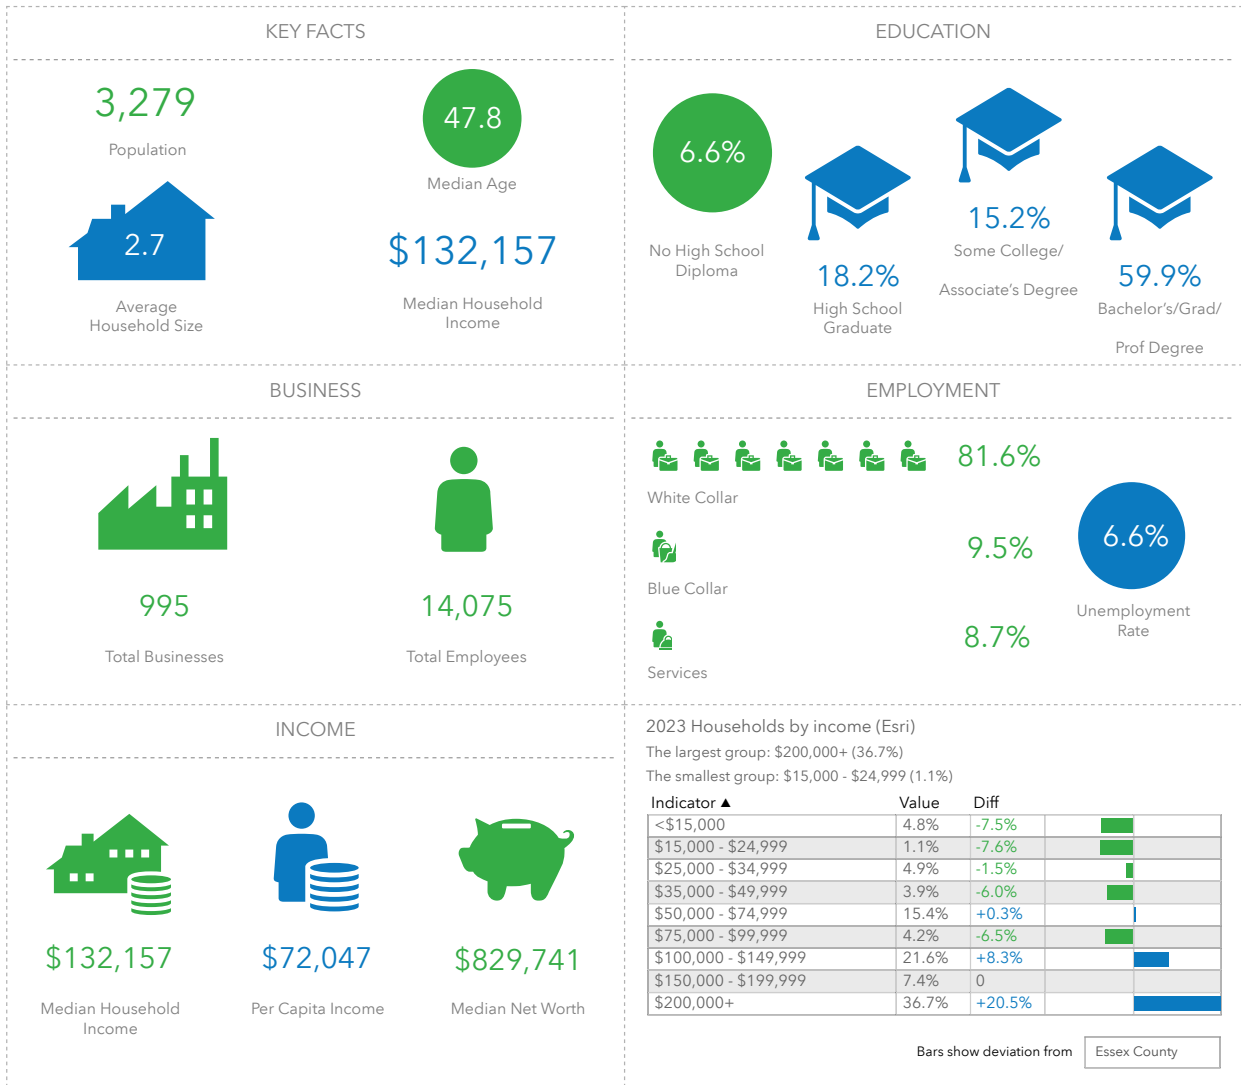 KEY FACTS
3,279
Population
47.8
Median Age
2.7
Average
Household Size
$132,157
Median Household
Income
EDUCATION
6.6%
No High School
Diploma
18.2%
High School
Graduate
15.2%
Some College/
Associate's Degree
59.9%
Bachelor's/Grad/
Prof Degree
BUSINESS
995
Total Businesses
14,075
Total Employees
EMPLOYMENT
81.6%
White Collar
9.5%
Blue Collar
8.7%
Services
6.6%
Unemployment
Rate
INCOME
$132,157
Median Household
Income
$72,047
Per Capita Income
$829,741
Median Net Worth
2023 Households by income (Esri)
The largest group: $200,000+ (36.7%)
The smallest group: $15,000 - $24,999 (1.1%)
Indicator ▲ Value Diff
<$15,000 4.8% -7.5%
$15,000 - $24,999 1.1% -7.6%
$25,000 - $34,999 4.9% -1.5%
$35,000 - $49,999 3.9% -6.0%
$50,000 - $74,999 15.4% +0.3%
$75,000 - $99,999 4.2% -6.5%
$100,000 - $149,999 21.6% +8.3%
$150,000 - $199,999 7.4% 0
$200,000+ 36.7% +20.5%
Bars show deviation from Essex County